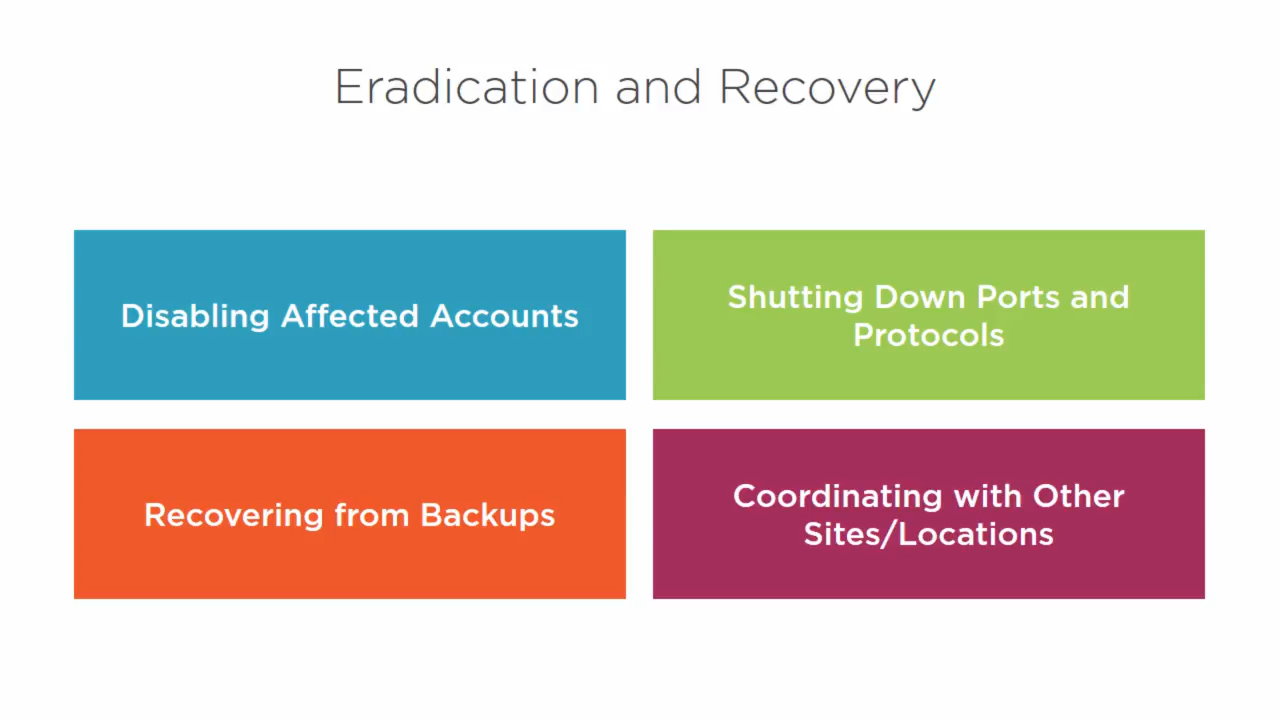 Eradication and Recovery
Disabling Affected Accounts
Shutting Down Ports and
Protocols
Recovering from Backups
Coordinating with Other
Sites/Locations